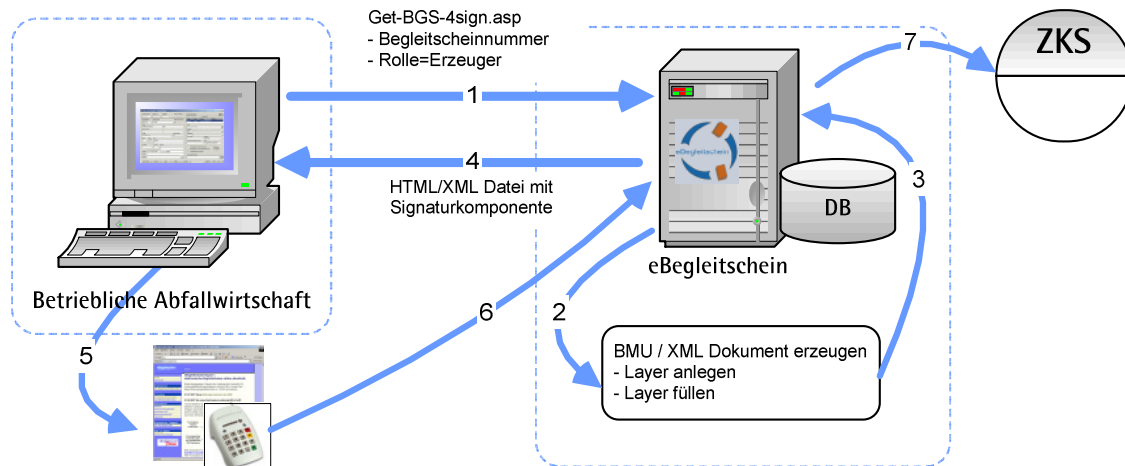 Get-BGS-4sign.asp
- Begleitscheinnummer
- Rolle=Erzeuger
1
7
ZKS
4
HTML/XML Datei mit
Signaturkomponente
eBegleitschein
3
DB
eBegleitschein
Betriebliche Abfallwirtschaft
5
6
2
BMU / XML Dokument erzeugen
- Layer anlegen
- Layer füllen